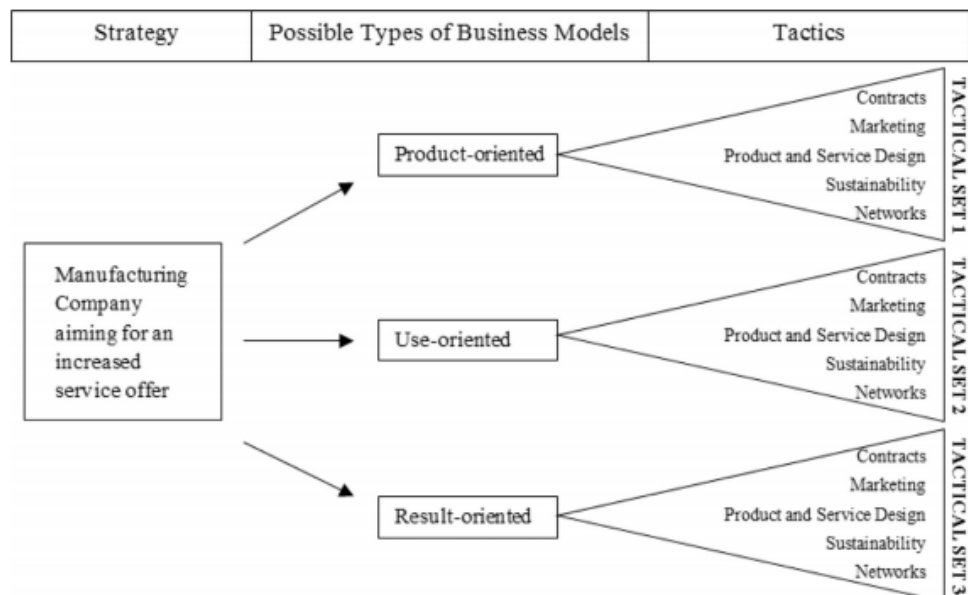 Strategy
Possible Types of Business Models
Tactics
Manufacturing
Company
aiming for an
increased
service offer
Product-oriented
Contracts
Marketing
Product and Service Design
Sustainability
Networks
TACTICAL SET 1
Use-oriented
Contracts
Marketing
Product and Service Design
Sustainability
Networks
TACTICAL SET 2
Result-oriented
Contracts
Marketing
Product and Service Design
Sustainability
Networks
TACTICAL SET 3